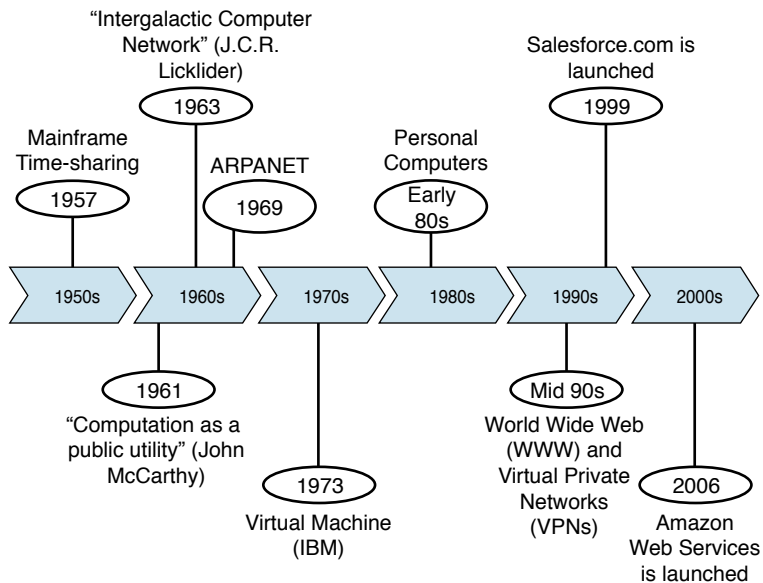 “Intergalactic Computer
Network” (J.C.R.
Licklider)
1963
Salesforce.com is
launched
1999
Mainframe
Time-sharing
1957
ARPANET
1969
Personal
Computers
Early
80s
1950s
1960s
1970s
1980s
1990s
2000s
1961
“Computation as a
public utility” (John
McCarthy)
1973
Virtual Machine
(IBM)
Mid 90s
World Wide Web
(WWW) and
Virtual Private
Networks
(VPNs)
2006
Amazon
Web Services
is launched